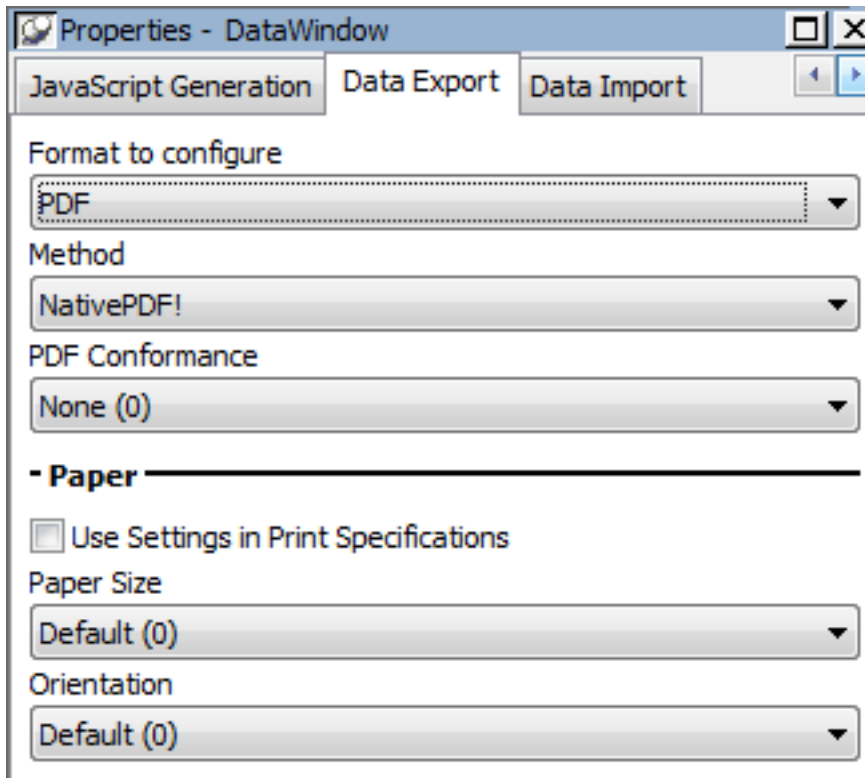 Properties - DataWindow
JavaScript Generation Data Export Data Import
Format to configure
PDF
Method
NativePDF!
PDF Conformance
None (0)
- Paper
Use Settings in Print Specifications
Paper Size
Default (0)
Orientation
Default (0)